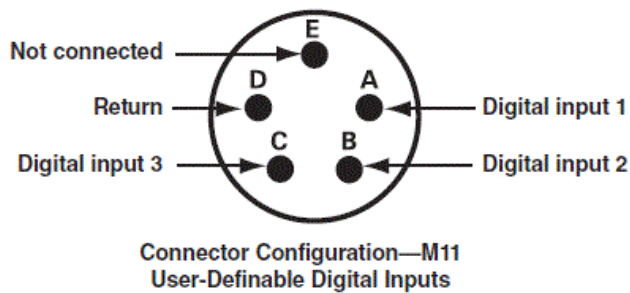 E
Not connected
D
A
Return
Digital input 1
C
B
Digital input 3
Digital input 2
Connector Configuration—M11
User-Definable Digital Inputs